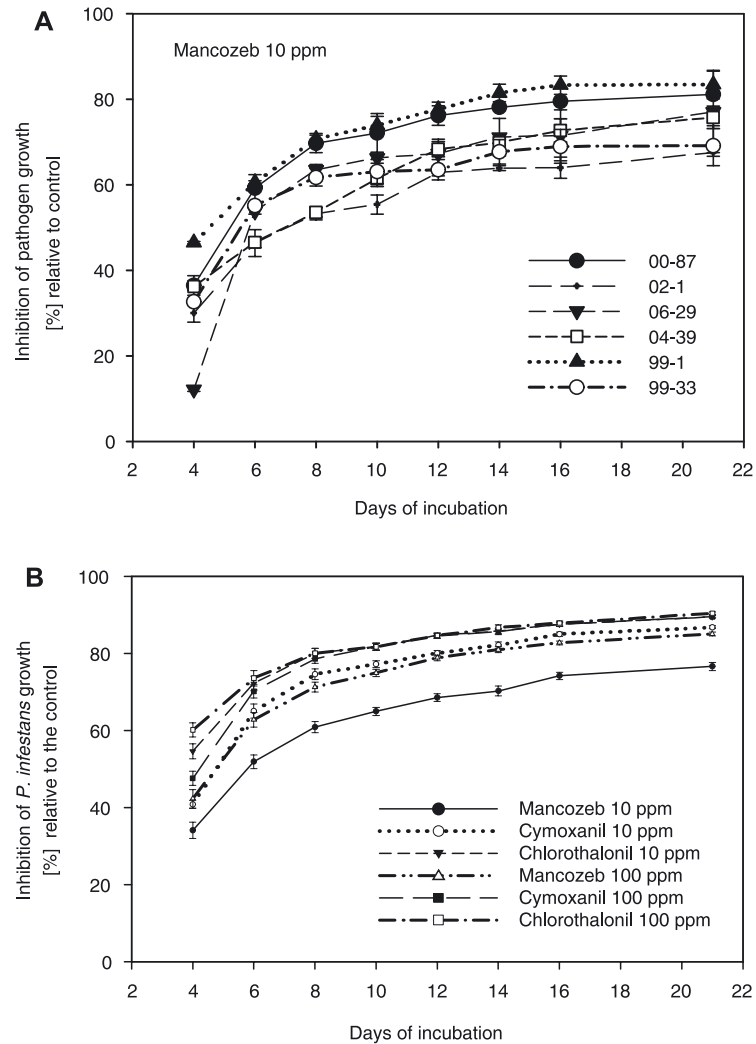 A
Mancozeb 10 ppm
Inhibition of pathogen growth
[%] relative to control
100
80
60
40
20
0
00-87
02-1
06-29
04-39
99-1
99-33
2 4 6 8 10 12 14 16 18 20 22
Days of incubation
B
Inhibition of P. infestans growth
[%] relative to the control
100
80
60
40
20
0
Mancozeb 10 ppm
Cymoxanil 10 ppm
Chlorothalonil 10 ppm
Mancozeb 100 ppm
Cymoxanil 100 ppm
Chlorothalonil 100 ppm
2 4 6 8 10 12 14 16 18 20 22
Days of incubation